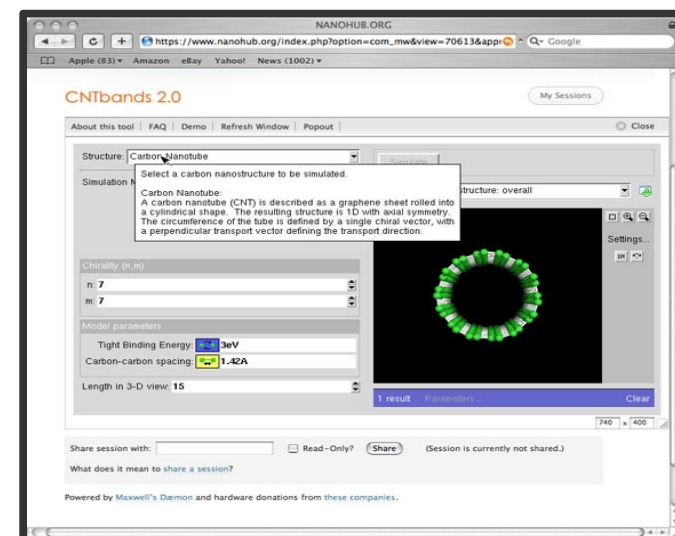 NANOHUB.ORG
https://www.nanohub.org/index.php?option=com_mw&view=70613&appr
Q- Google
Apple (83) Amazon eBay Yahoo! News (1002)
CNTbands 2.0
My Sessions
About this tool | FAQ | Demo | Refresh Window | Popout |
Close
Structure: Carbon Nanotube
Simulate
Select a carbon nanostructure to be simulated.
Simulation
structure: overall
Carbon Nanotube:
A carbon nanotube (CNT) is described as a graphene sheet rolled into
a cylindrical shape. The resulting structure is 1D with axial symmetry.
The circumference of the tube is defined by a single chiral vector, with
a perpendicular transport vector defining the transport direction.
Settings...
Chirality (n,m)
n: 7
m: 7
Model parameters
Tight Binding Energy: 3eV
Carbon-carbon spacing: 1.42A
Length in 3-D view: 15
1 result Parameters... Clear
740 x 400
Share session with: Read-Only? Share (Session is currently not shared.)
What does it mean to share a session?
Powered by Maxwell's Dæmon and hardware donations from these companies.